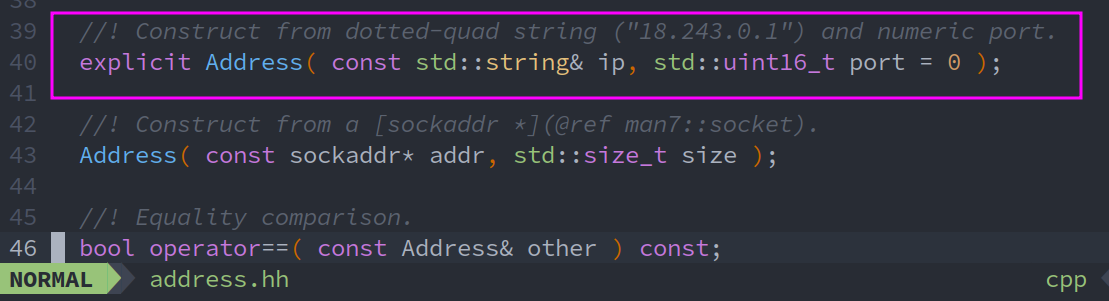 38
39 //! Construct from dotted-quad string ("18.243.0.1") and numeric port.
40 explicit Address( const std::string& ip, std::uint16_t port = 0 );
41
42 //! Construct from a [sockaddr *](@ref man7::socket).
43 Address( const sockaddr* addr, std::size_t size );
44
45 //! Equality comparison.
46 bool operator==( const Address& other ) const;
NORMAL address.hh cpp